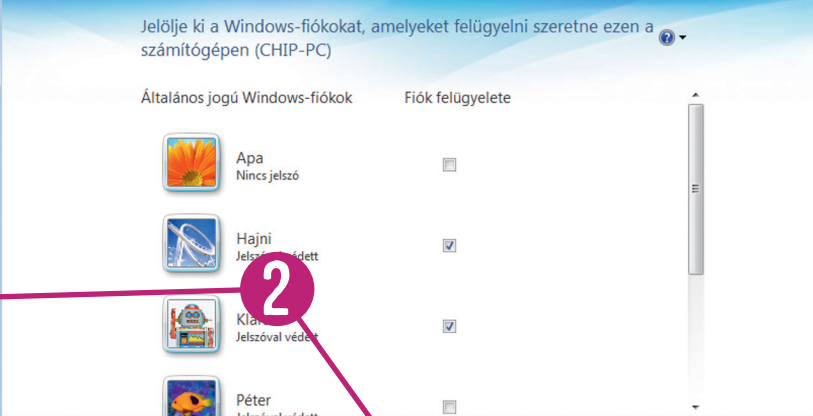 Jelölje ki a Windows-fiókokat, amelyeket felügyelni szeretne ezen a
számítógépen (CHIP-PC)
Általános jogú Windows-fiókok Fiók felügyelete
Apa
Nincs jelszó
Hajni
védett
2
Jelszóval védett
Péter
Jelszóval védett